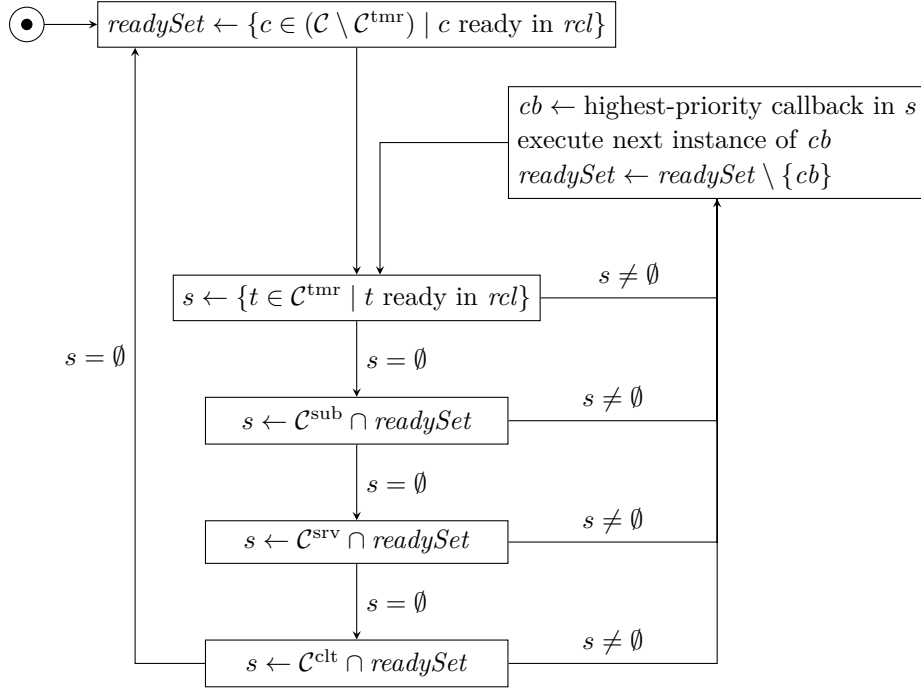 readySet ← {c ∈ (𝒞 \ 𝒞^tmr) | c ready in rcl}
cb ← highest-priority callback in s
execute next instance of cb
readySet ← readySet \ {cb}
s ← {t ∈ 𝒞^tmr | t ready in rcl}
s ≠ ∅
s = ∅
s = ∅
s ← 𝒞^sub ∩ readySet
s ≠ ∅
s = ∅
s ← 𝒞^srv ∩ readySet
s ≠ ∅
s = ∅
s ← 𝒞^clt ∩ readySet
s ≠ ∅